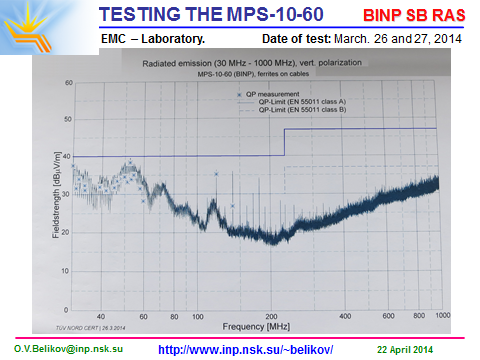 TESTING THE MPS-10-60 BINP SB RAS
EMC – Laboratory. Date of test: March. 26 and 27, 2014
Radiated emission (30 MHz - 1000 MHz), vert. polarization
MPS-10-60 (BINP), ferrites on cables
QP measurement
QP-Limit (EN 55011 class A)
QP-Limit (EN 55011 class B)
Fieldstrength [dBµV/m]
60
50
40
30
20
10
0
40 60 80 100 200 400 600 800 1000
TÜV NORD CERT | 26.3.2014
Frequency [MHz]
O.V.Belikov@inp.nsk.su http://www.inp.nsk.su/~belikov/ 22 April 2014